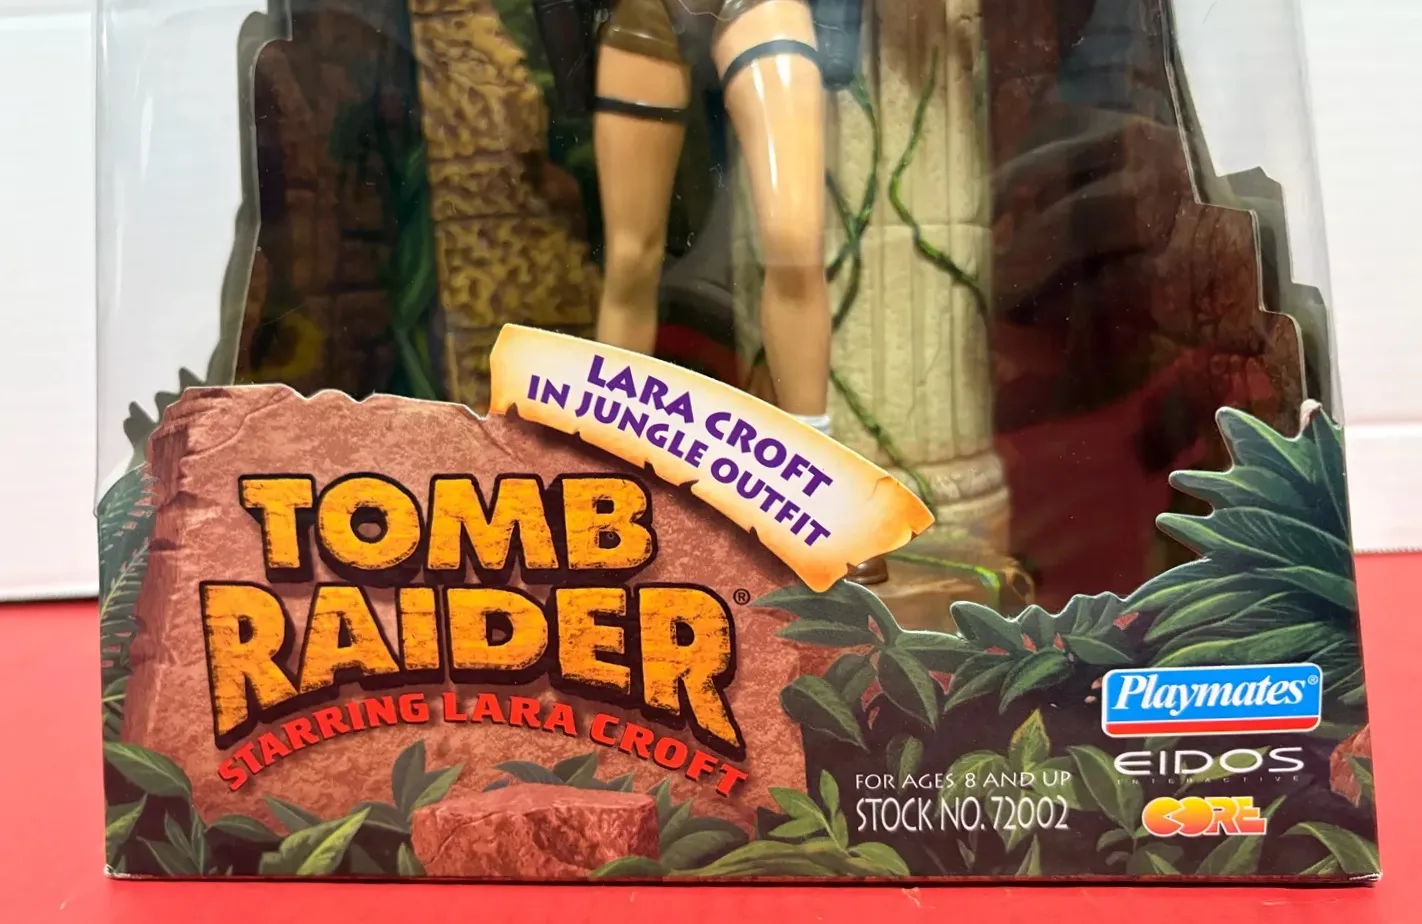 LARA CROFT
IN JUNGLE OUTFIT
TOMB
RAIDER®
STARRING LARA CROFT
Playmates®
EIDOS
INTERACTIVE
CORE
FOR AGES 8 AND UP
STOCK NO. 72002